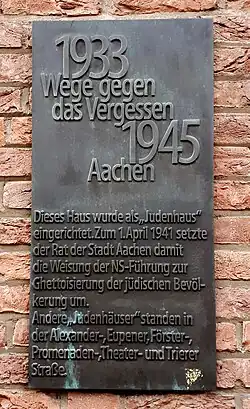 1933
Wege gegen
das Vergessen
1945
Aachen
Dieses Haus wurde als „Judenhaus“
eingerichtet. Zum 1. April 1941 setzte
der Rat der Stadt Aachen damit
die Weisung der NS-Führung zur
Ghettoisierung der jüdischen Bevöl-
kerung um.
Andere „Judenhäuser“ standen in
der Alexander-, Eupener, Förster-,
Promenaden-, Theater- und Trierer
Straße.